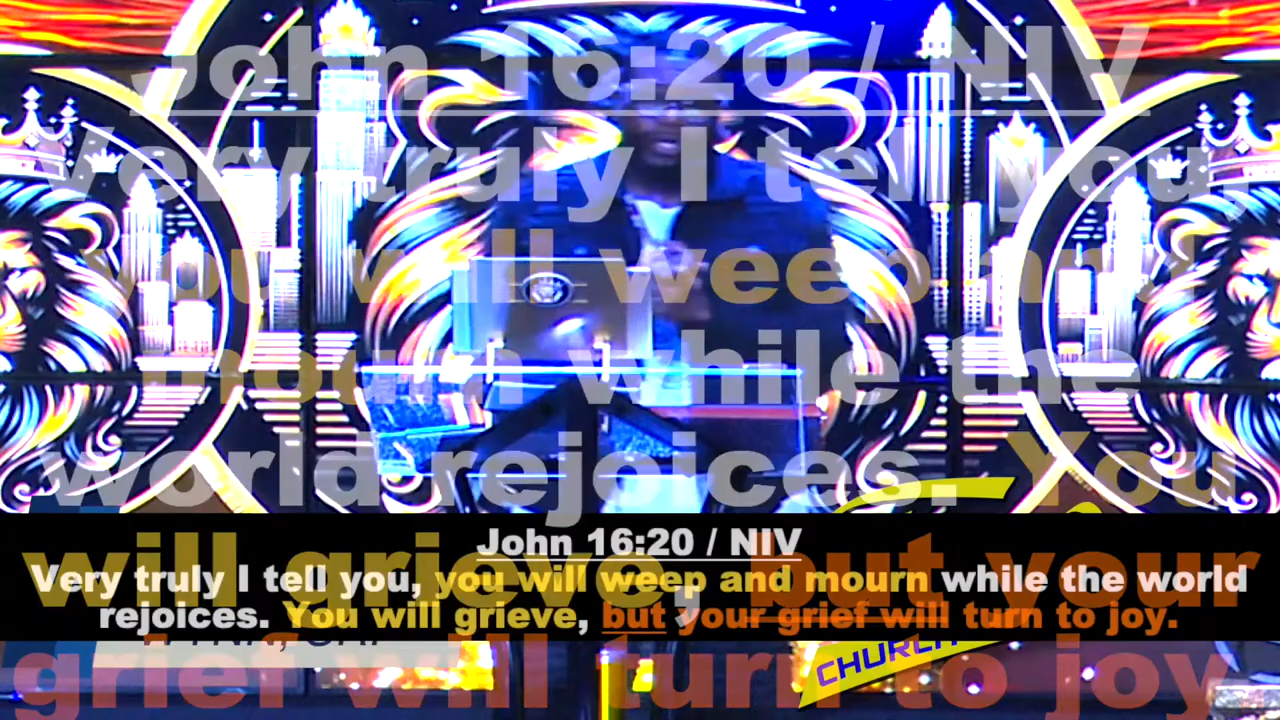 John 16:20 / NIV
Very truly I tell you,
you will weep and
mourn while the
world rejoices. You
will grieve, but your
grief will turn to joy.
John 16:20 / NIV
Very truly I tell you, you will weep and mourn while the world
rejoices. You will grieve, but your grief will turn to joy.
CHURCH